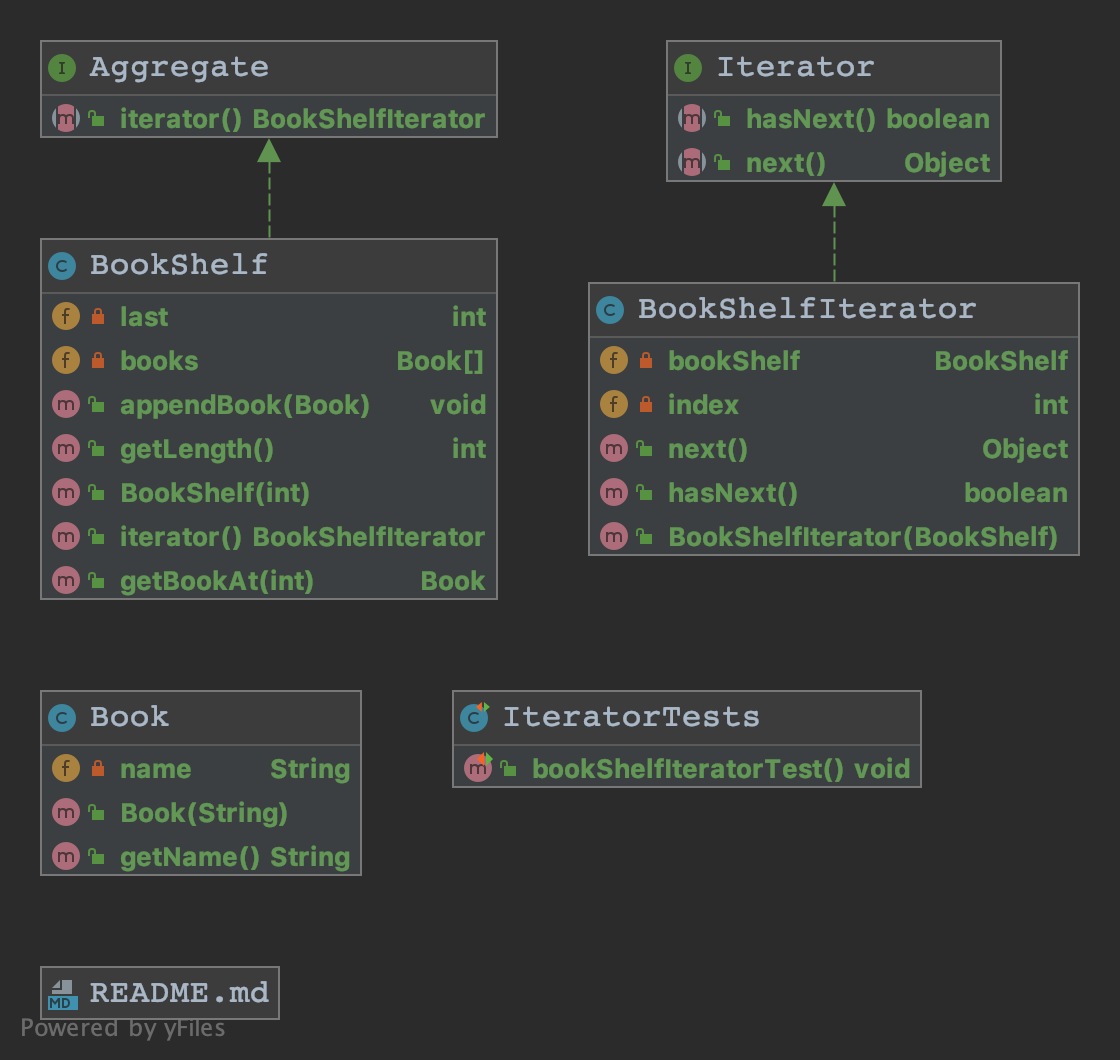 Aggregate
iterator() BookShelfIterator
Iterator
hasNext() boolean
next() Object
BookShelf
last int
books Book[]
appendBook(Book) void
getLength() int
BookShelf(int)
iterator() BookShelfIterator
getBookAt(int) Book
BookShelfIterator
bookShelf BookShelf
index int
next() Object
hasNext() boolean
BookShelfIterator(BookShelf)
Book
name String
Book(String)
getName() String
IteratorTests
bookShelfIteratorTest() void
MD README.md
Powered by yFiles